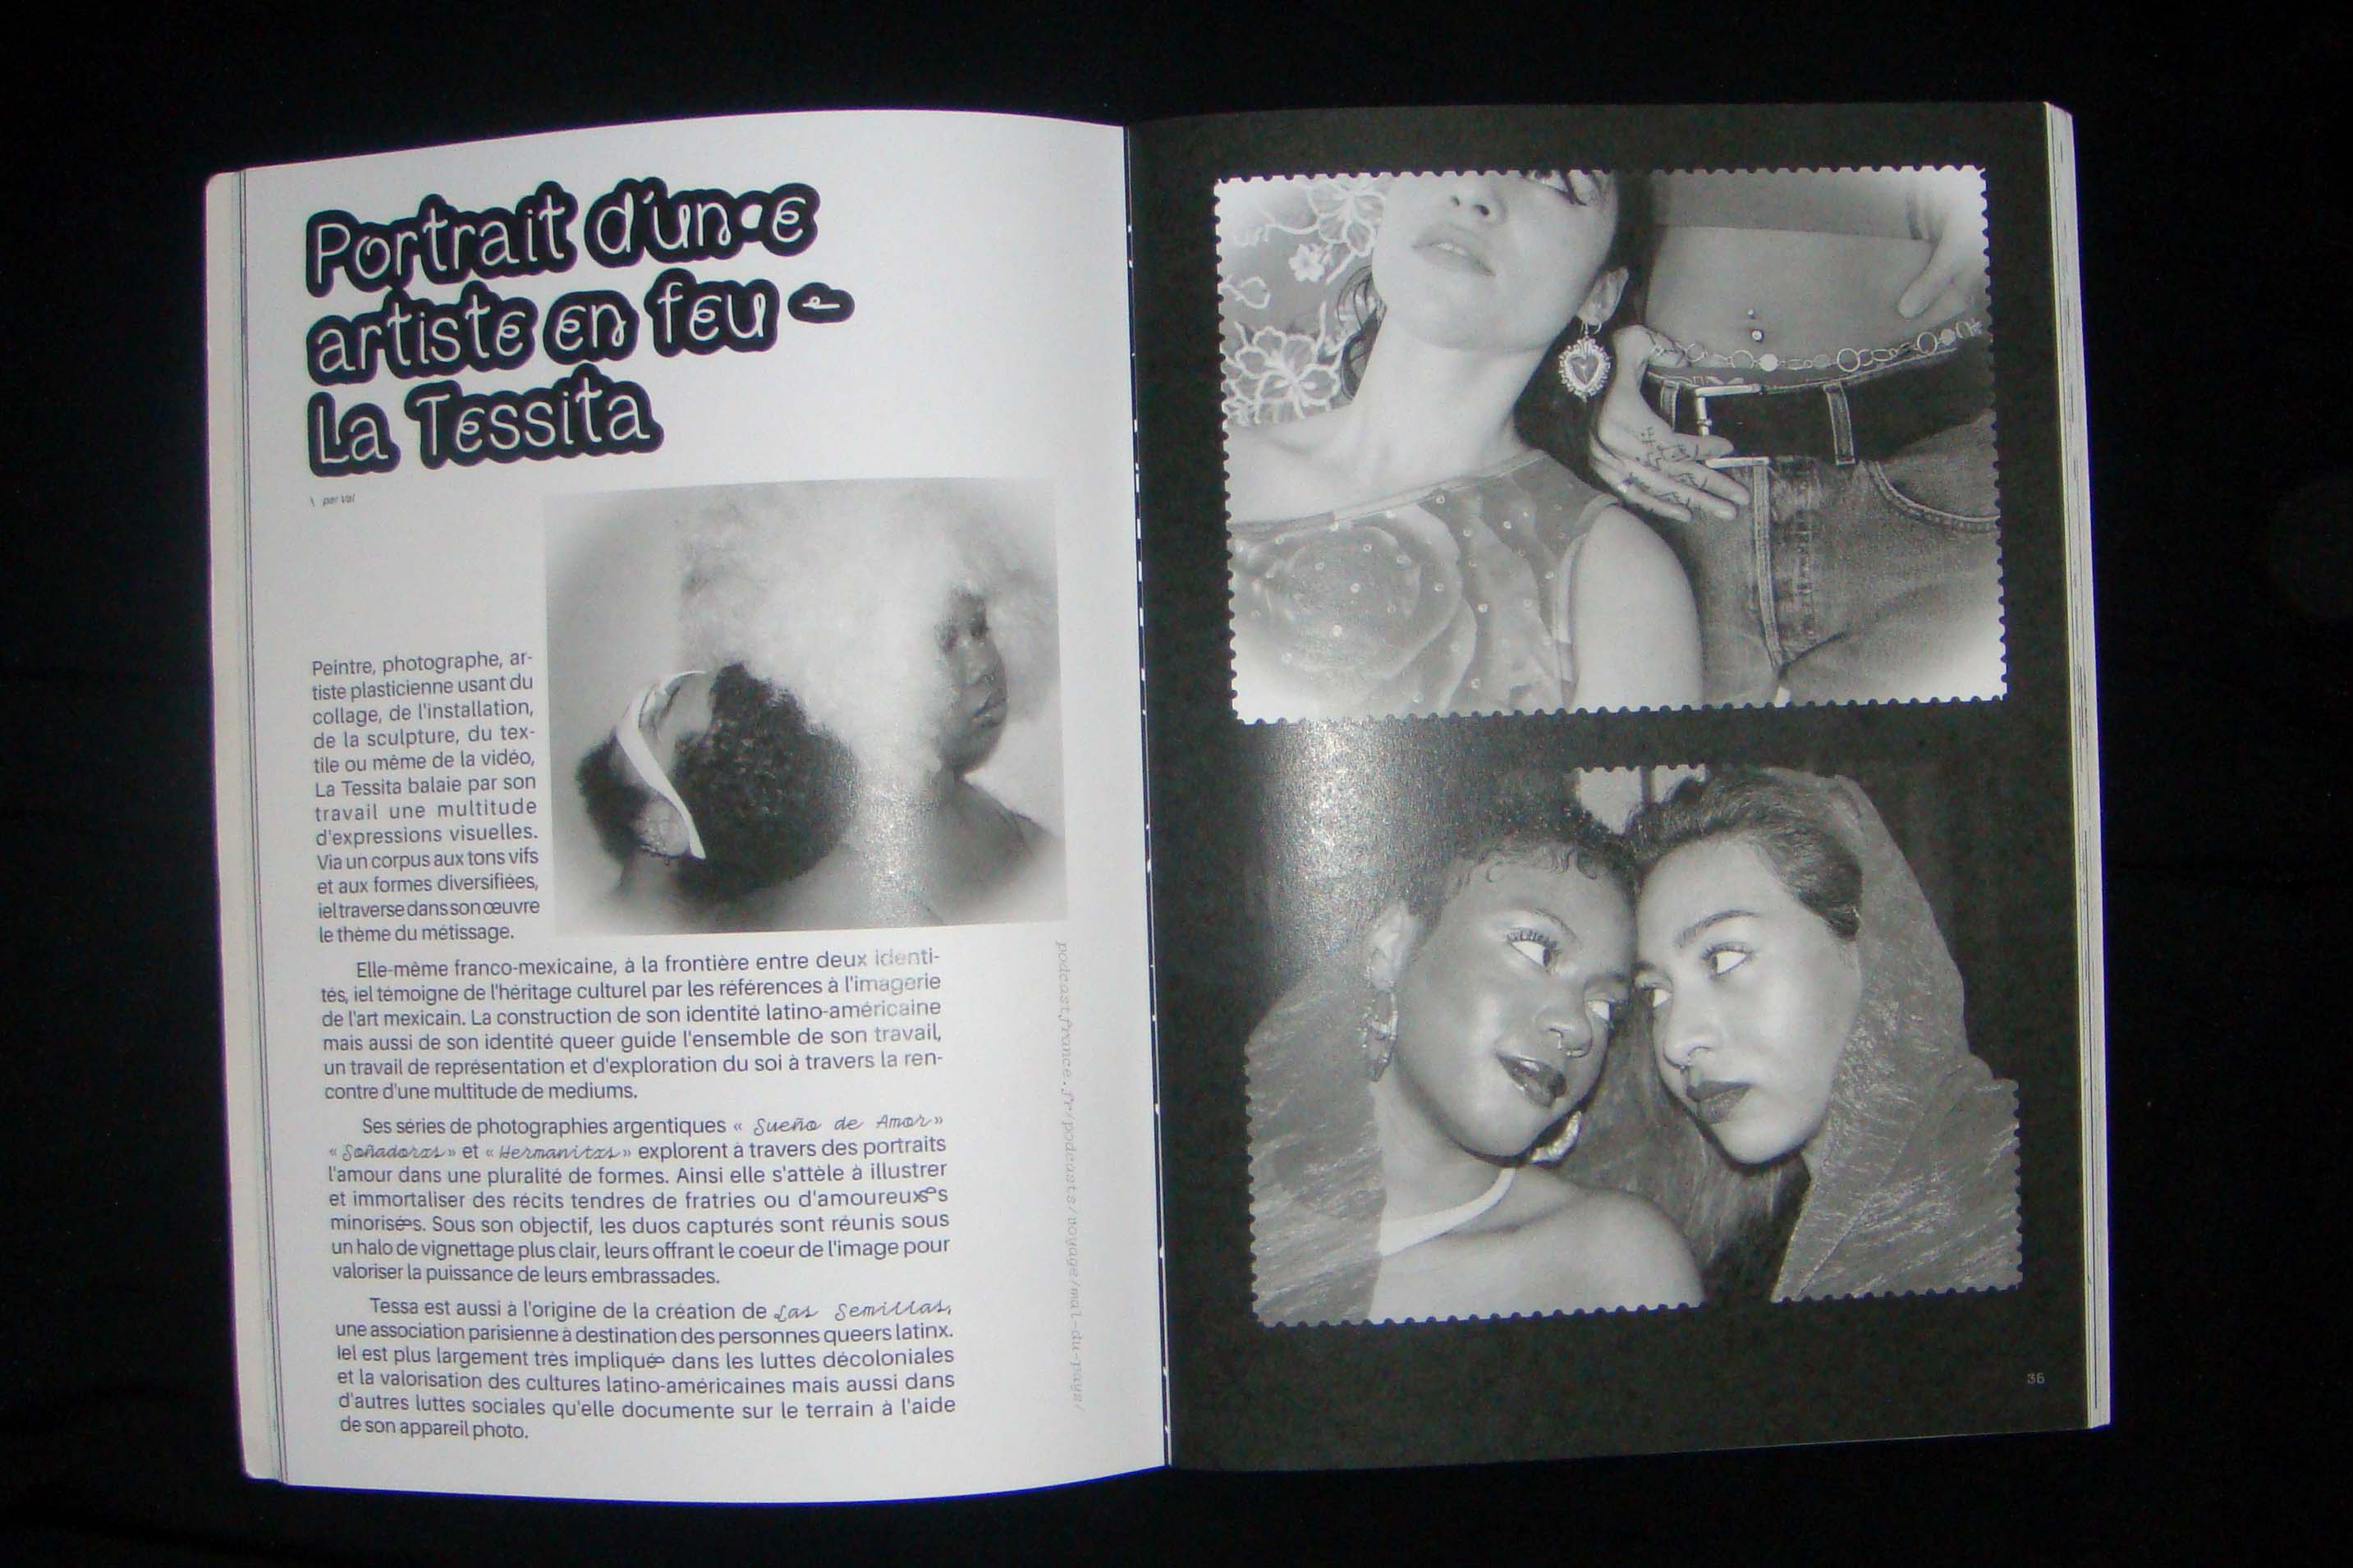 Portrait d'un·e
artiste en feu -
La Tessita
\ par Val
Peintre, photographe, ar-
tiste plasticienne usant du
collage, de l'installation,
de la sculpture, du tex-
tile ou même de la vidéo,
La Tessita balaie par son
travail une multitude
d'expressions visuelles.
Via un corpus aux tons vifs
et aux formes diversifiées,
iel traverse dans son œuvre
le thème du métissage.
Elle-même franco-mexicaine, à la frontière entre deux identi-
tés, iel témoigne de l'héritage culturel par les références à l'imagerie
de l'art mexicain. La construction de son identité latino-américaine
mais aussi de son identité queer guide l'ensemble de son travail,
un travail de représentation et d'exploration du soi à travers la ren-
contre d'une multitude de mediums.
Ses séries de photographies argentiques « Sueño de Amor »
« Soñadorxs » et « Hermanitxs » explorent à travers des portraits
l'amour dans une pluralité de formes. Ainsi elle s'attèle à illustrer
et immortaliser des récits tendres de fratries ou d'amoureuxses
minorisées. Sous son objectif, les duos capturés sont réunis sous
un halo de vignettage plus clair, leurs offrant le coeur de l'image pour
valoriser la puissance de leurs embrassades.
Tessa est aussi à l'origine de la création de Las Semillas,
une association parisienne à destination des personnes queers latinx.
Iel est plus largement très impliquée dans les luttes décoloniales
et la valorisation des cultures latino-américaines mais aussi dans
d'autres luttes sociales qu'elle documente sur le terrain à l'aide
de son appareil photo.
podcastfrance.fr/podcasts/voyage/mal-du-pays/
36